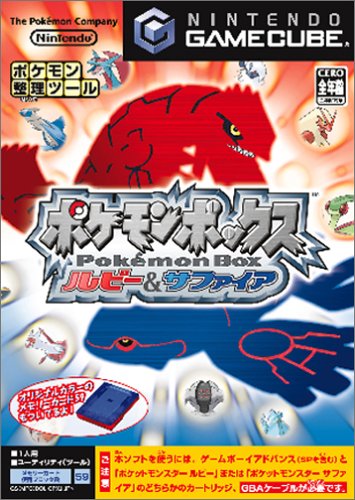 The Pokémon Company
Nintendo
NINTENDO
GAMECUBE
ポケモン
整理ツール
CERO
全年齢
ポケモンボックス
Pokémon Box
ルビー&サファイア
オリジナルカラーの
メモリーカード59
もついてるよ!
■1人用
■ユーティリティ(ツール)
メモリーカード
59
ご注意
本ソフトを使うには、ゲームボーイアドバンス(SPを含む)と
「ポケットモンスター ルビー」または「ポケットモンスター サファ
イア」のどちらかのカートリッジ、GBAケーブルが必要です。